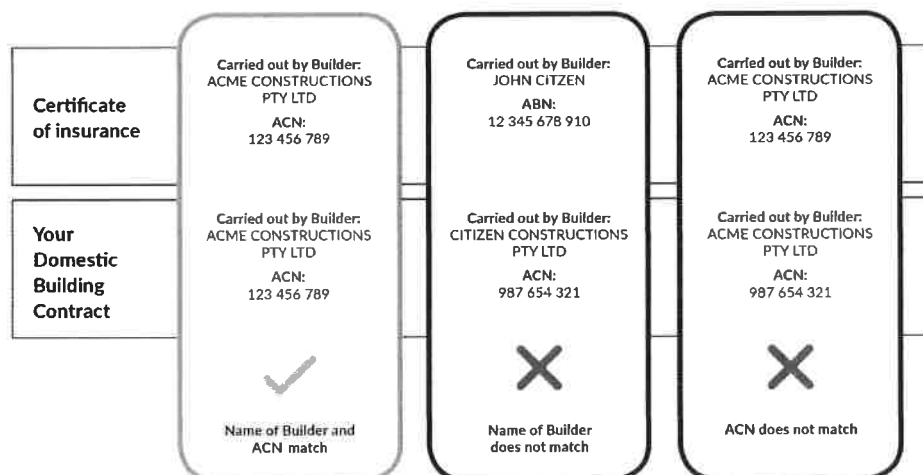 Certificate
of insurance
Carried out by Builder:
ACME CONSTRUCTIONS
PTY LTD
ACN:
123 456 789
Carried out by Builder:
JOHN CITZEN
ABN:
12 345 678 910
Carried out by Builder:
ACME CONSTRUCTIONS
PTY LTD
ACN:
123 456 789
Your
Domestic
Building
Contract
Carried out by Builder:
ACME CONSTRUCTIONS
PTY LTD
ACN:
123 456 789
Carried out by Builder:
CITIZEN CONSTRUCTIONS
PTY LTD
ACN:
987 654 321
Carried out by Builder:
ACME CONSTRUCTIONS
PTY LTD
ACN:
987 654 321
Name of Builder and
ACN match
Name of Builder
does not match
ACN does not match